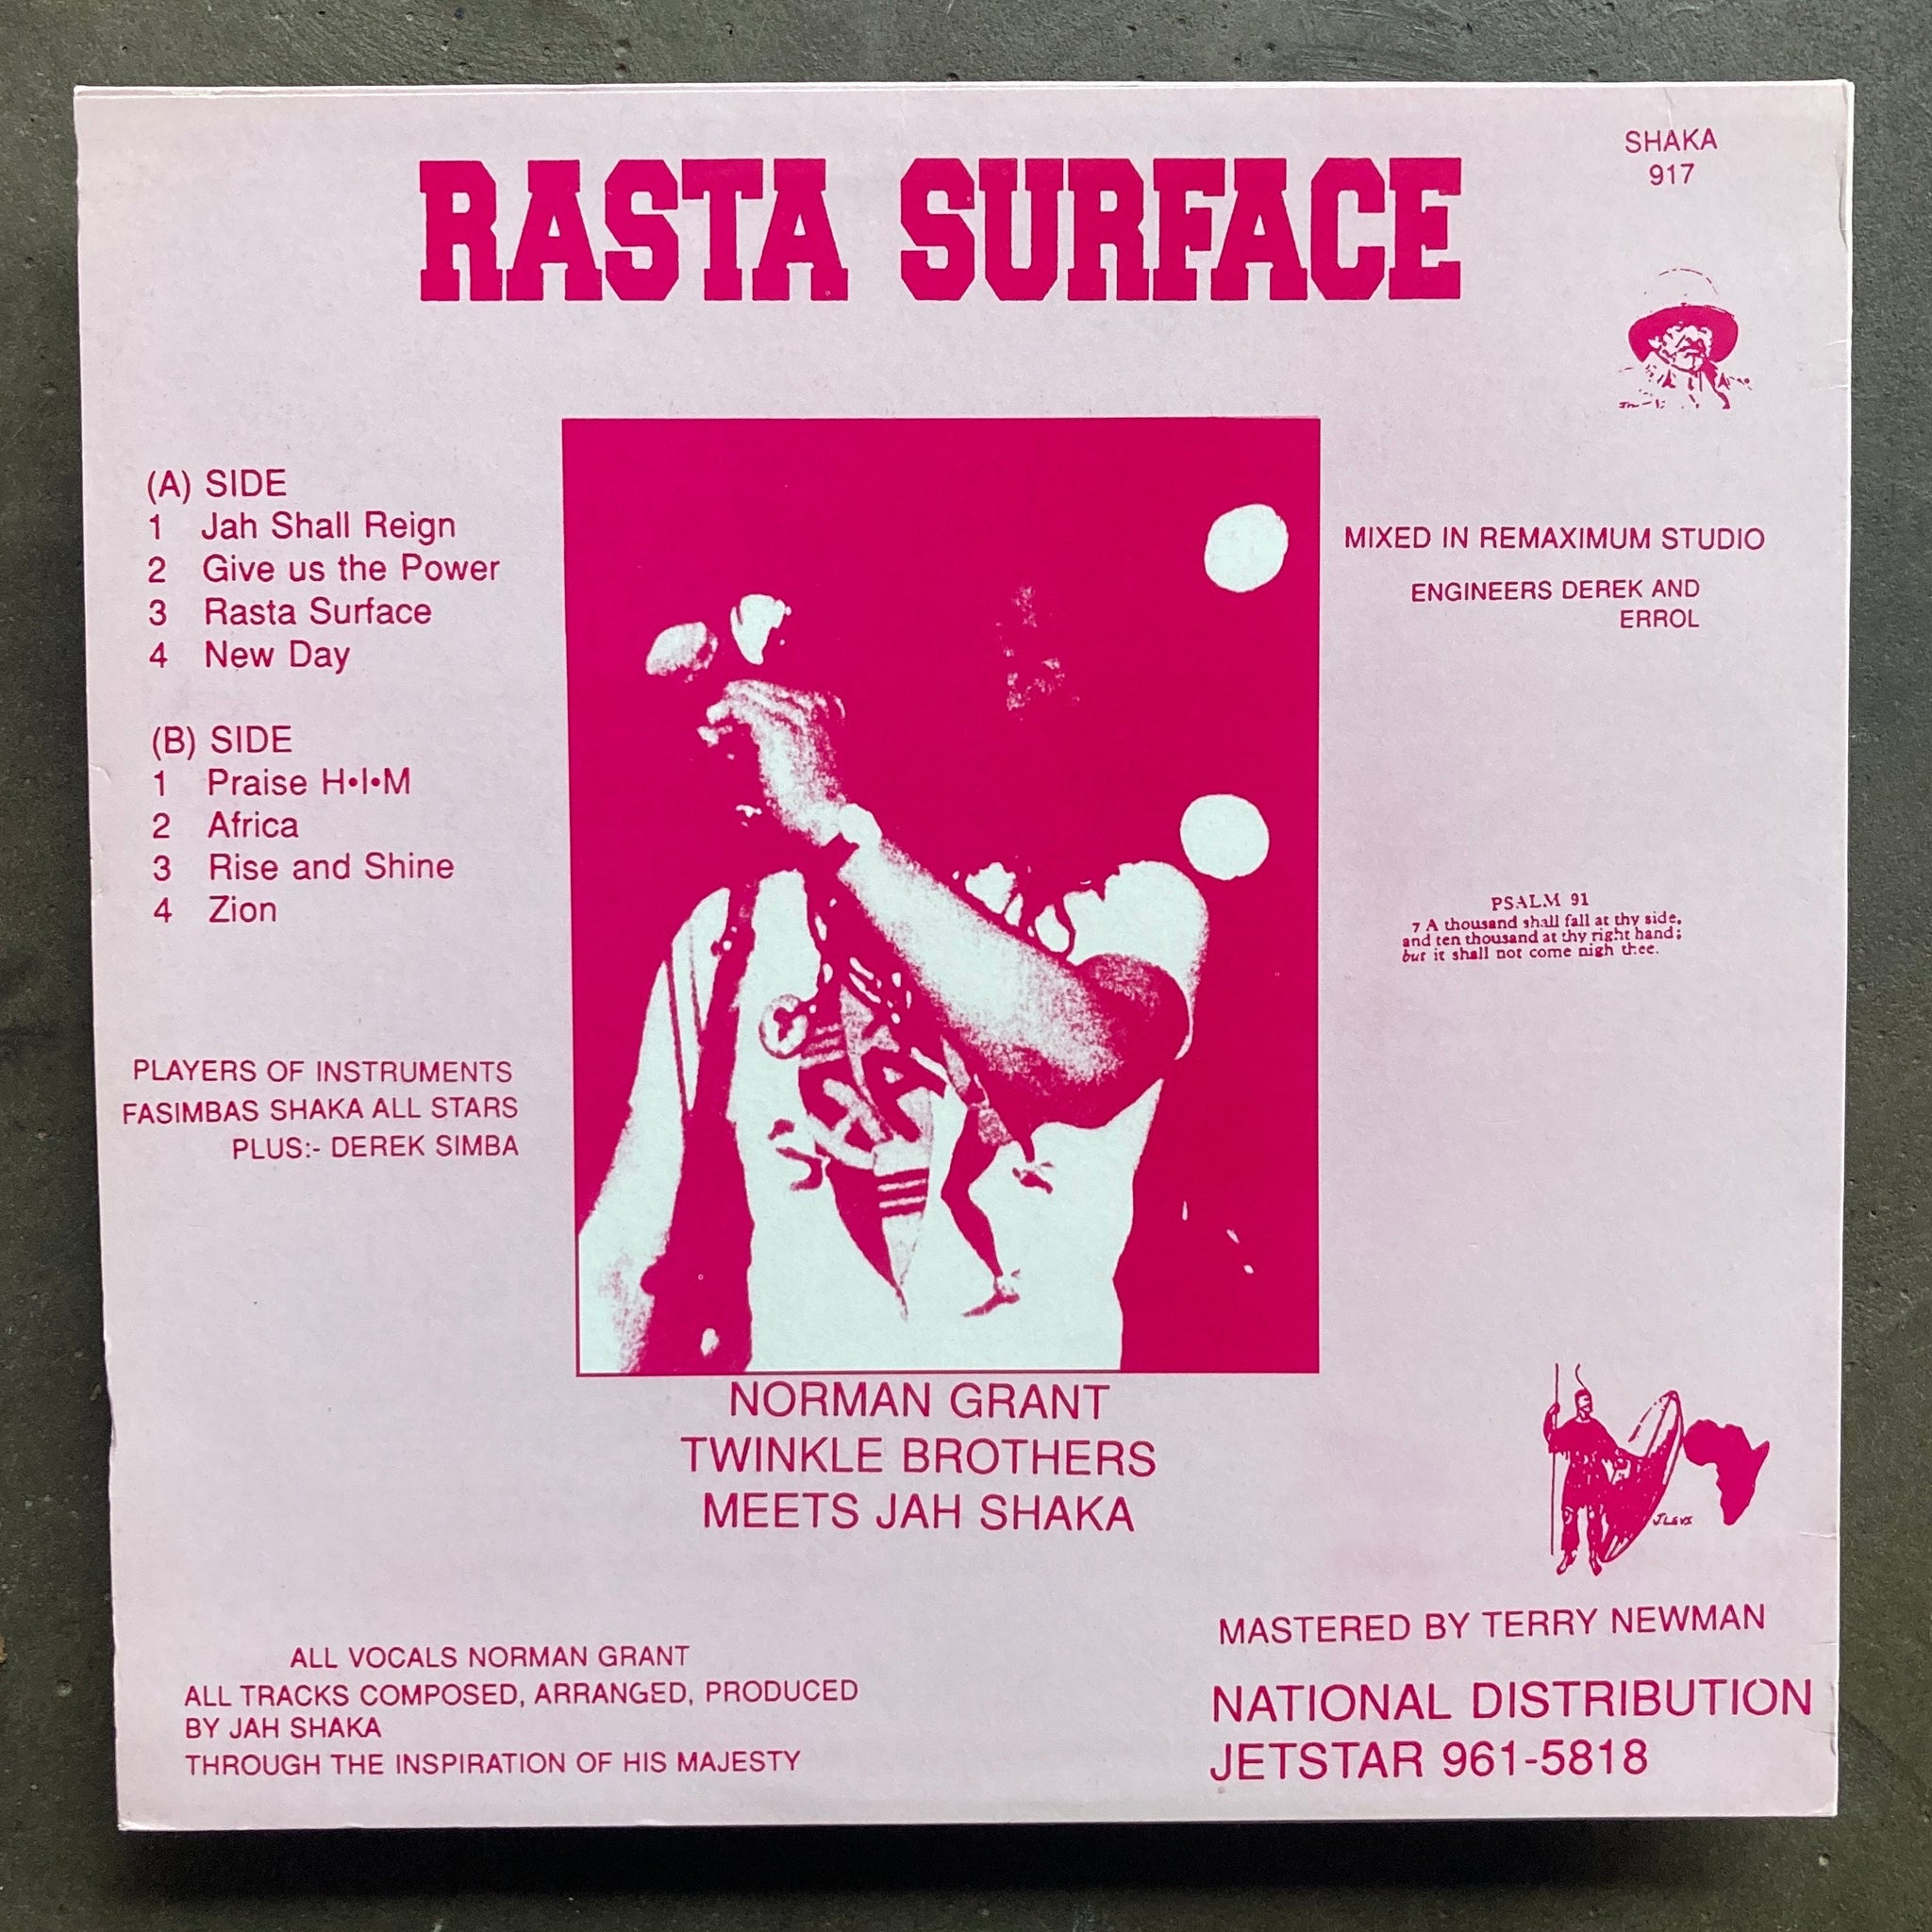 RASTA SURFACE
SHAKA
917
(A) SIDE
1 Jah Shall Reign
2 Give us the Power
3 Rasta Surface
4 New Day
(B) SIDE
1 Praise H•I•M
2 Africa
3 Rise and Shine
4 Zion
PLAYERS OF INSTRUMENTS
FASIMBAS SHAKA ALL STARS
PLUS:- DEREK SIMBA
MIXED IN REMAXIMUM STUDIO
ENGINEERS DEREK AND
ERROL
PSALM 91
7 A thousand shall fall at thy side,
and ten thousand at thy right hand;
but it shall not come nigh thee.
NORMAN GRANT
TWINKLE BROTHERS
MEETS JAH SHAKA
ALL VOCALS NORMAN GRANT
ALL TRACKS COMPOSED, ARRANGED, PRODUCED
BY JAH SHAKA
THROUGH THE INSPIRATION OF HIS MAJESTY
MASTERED BY TERRY NEWMAN
NATIONAL DISTRIBUTION
JETSTAR 961-5818